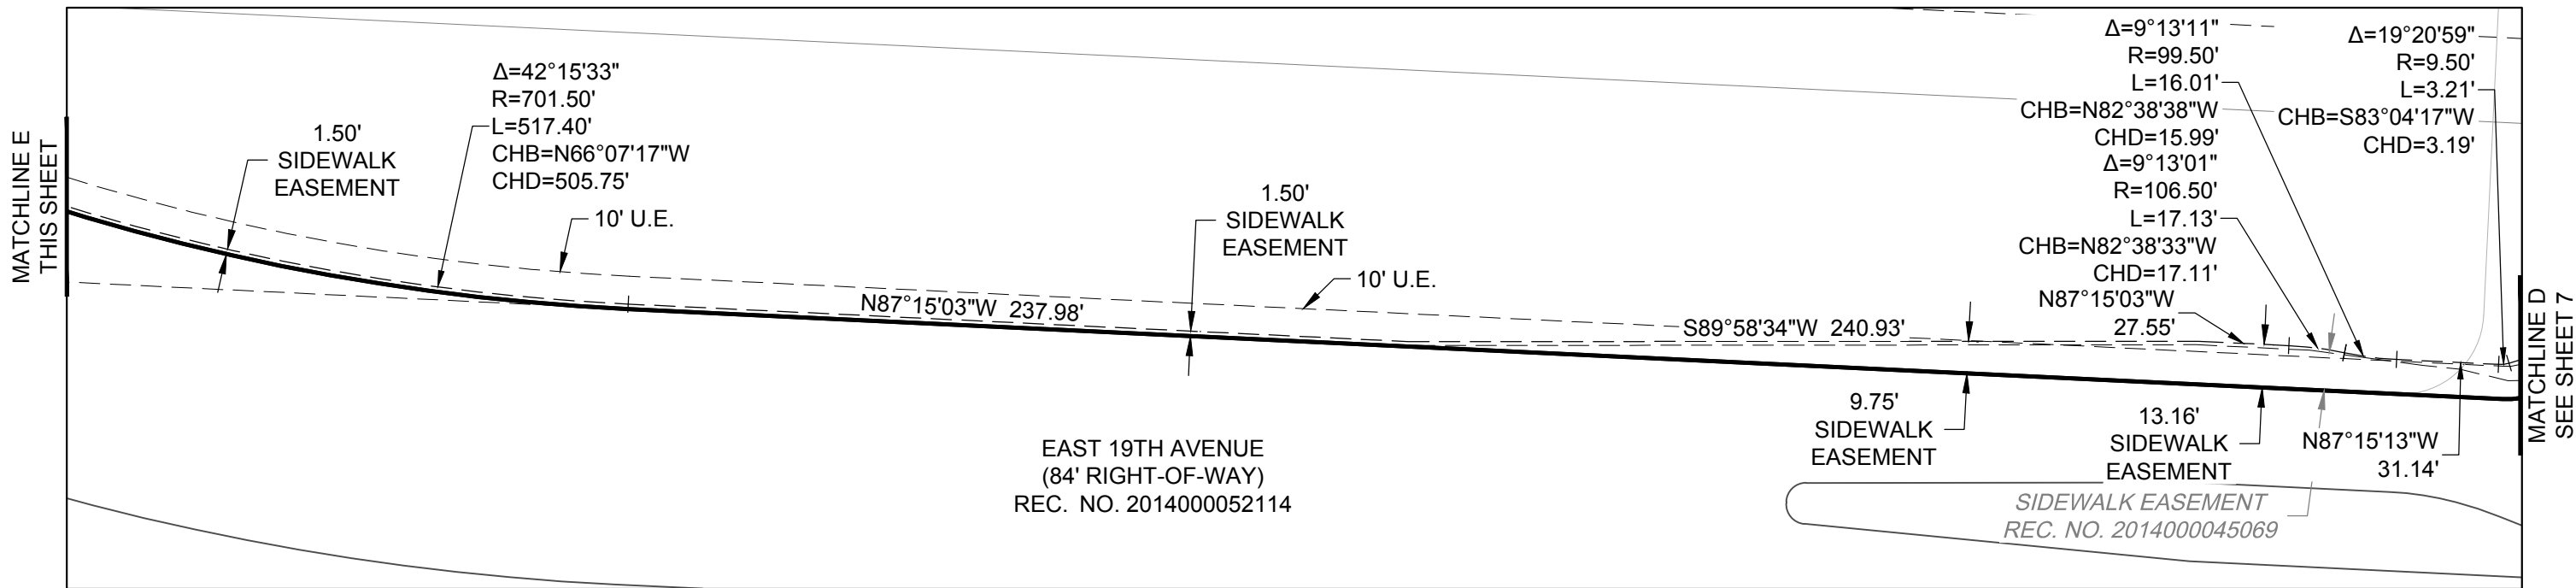 MATCHLINE E
THIS SHEET
1.50'
SIDEWALK
EASEMENT
Δ=42°15'33"
R=701.50'
L=517.40'
CHB=N66°07'17"W
CHD=505.75'
10' U.E.
1.50'
SIDEWALK
EASEMENT
10' U.E.
N87°15'03"W 237.98'
S89°58'34"W 240.93'
Δ=9°13'11"
R=99.50'
L=16.01'
CHB=N82°38'38"W
CHD=15.99'
Δ=9°13'01"
R=106.50'
L=17.13'
CHB=N82°38'33"W
CHD=17.11'
N87°15'03"W
27.55'
Δ=19°20'59"
R=9.50'
L=3.21'
CHB=S83°04'17"W
CHD=3.19'
EAST 19TH AVENUE
(84' RIGHT-OF-WAY)
REC. NO. 2014000052114
9.75'
SIDEWALK
EASEMENT
13.16'
SIDEWALK
EASEMENT
N87°15'13"W
31.14'
SIDEWALK EASEMENT
REC. NO. 2014000045069
MATCHLINE D
SEE SHEET 7